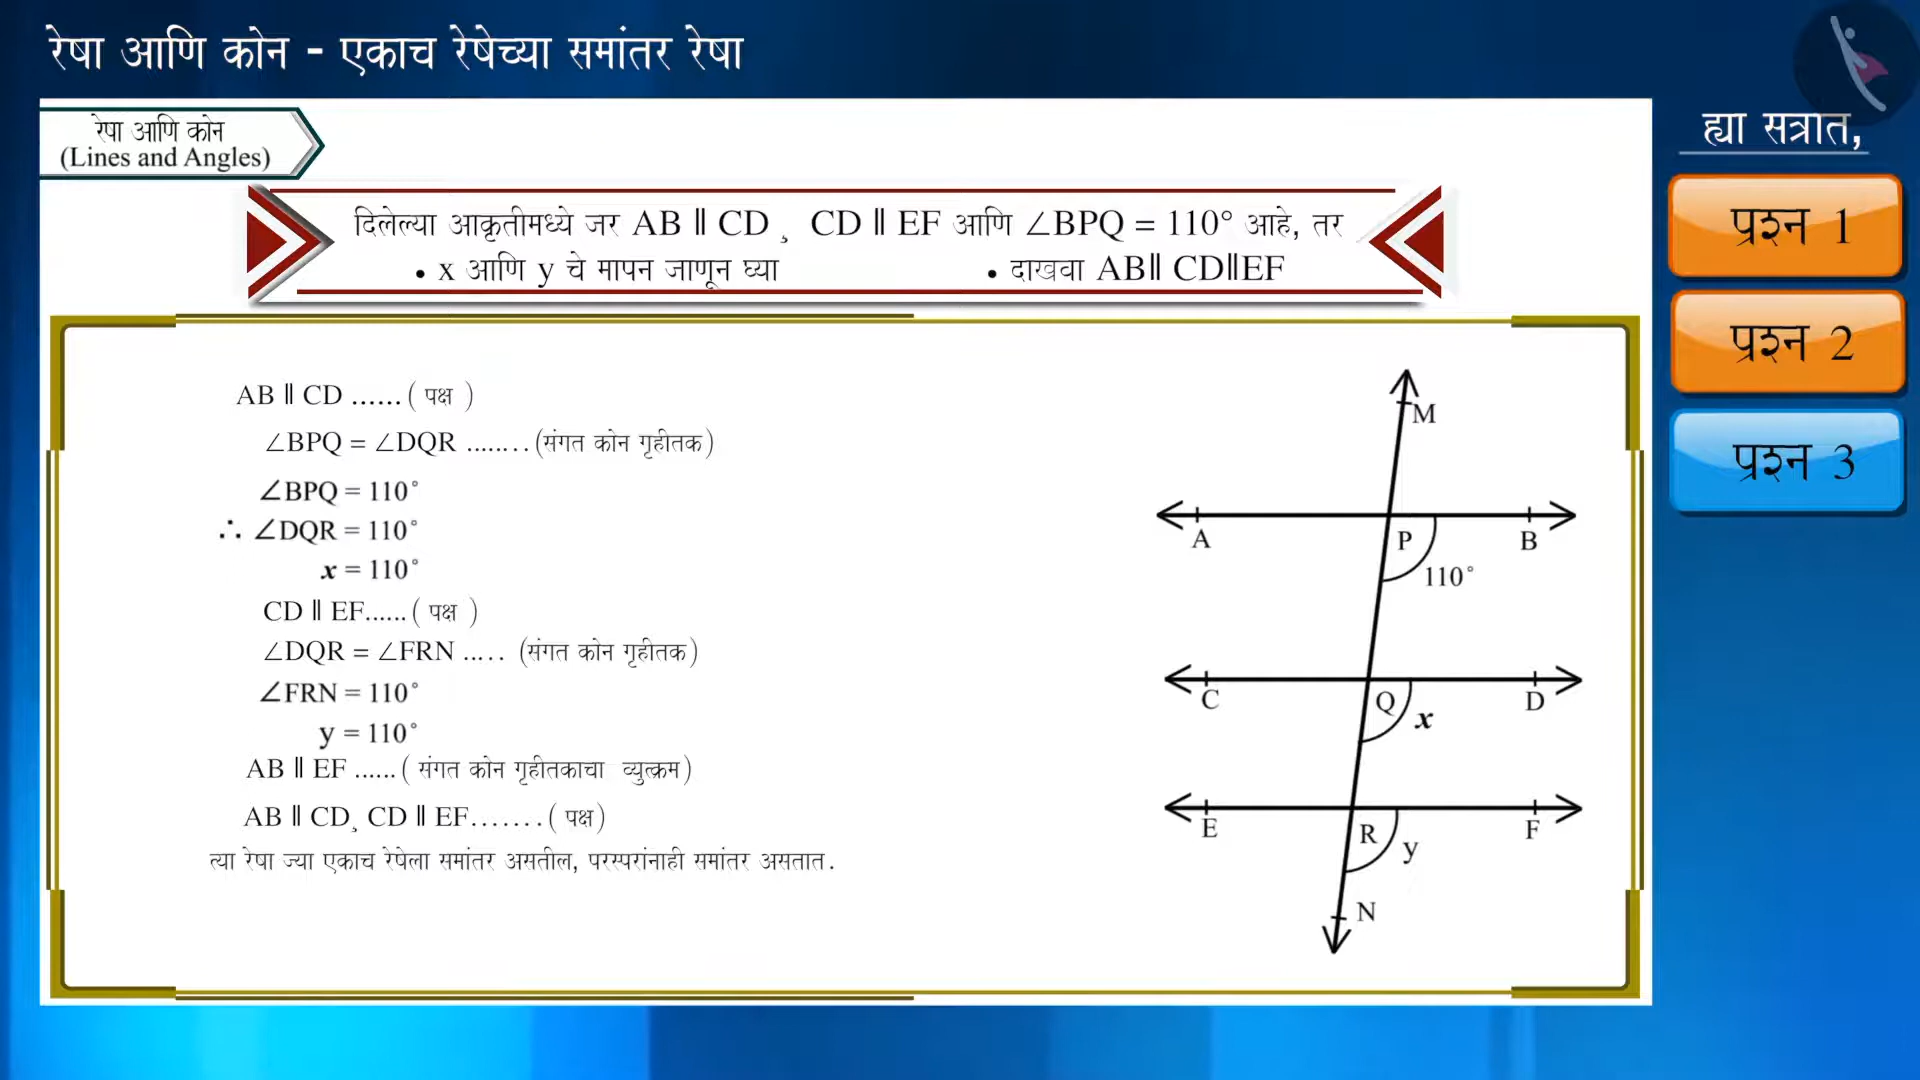 रेषा आणि कोन - एकाच रेषेच्या समांतर रेषा
ह्या सत्रात,
प्रश्न 1
प्रश्न 2
प्रश्न 3
रेषा आणि कोन
(Lines and Angles)
दिलेल्या आकृतीमध्ये जर AB ∥ CD , CD ∥ EF आणि ∠BPQ = 110° आहे, तर
• x आणि y चे मापन जाणून घ्या
• दाखवा AB∥ CD∥EF
AB ∥ CD ......( पक्ष )
∠BPQ = ∠DQR ........(संगत कोन गृहीतक)
∠BPQ = 110°
∴ ∠DQR = 110°
x = 110°
CD ∥ EF......( पक्ष )
∠DQR = ∠FRN ..... (संगत कोन गृहीतक)
∠FRN = 110°
y = 110°
AB ∥ EF ......( संगत कोन गृहीतकाचा व्युत्क्रम)
AB ∥ CD, CD ∥ EF.......( पक्ष)
त्या रेषा ज्या एकाच रेषेला समांतर असतील, परस्परांनाही समांतर असतात.
M
A
P
B
110°
C
Q
D
x
E
R
F
y
N